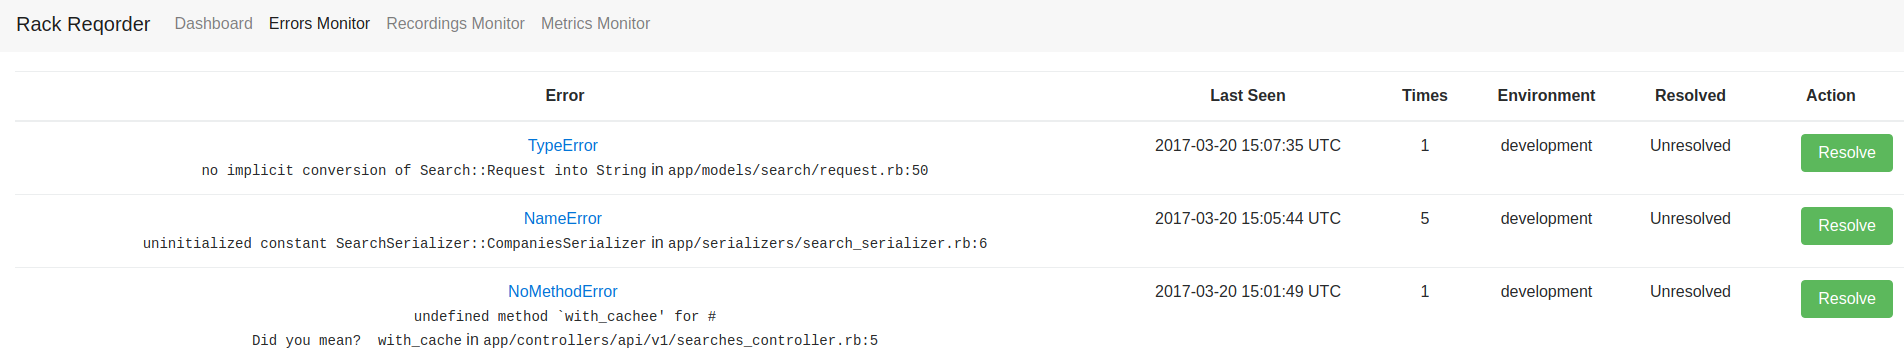 Rack Reqorder Dashboard Errors Monitor Recordings Monitor Metrics Monitor
Error Last Seen Times Environment Resolved Action
TypeError 2017-03-20 15:07:35 UTC 1 development Unresolved Resolve
no implicit conversion of Search::Request into String in app/models/search/request.rb:50
NameError 2017-03-20 15:05:44 UTC 5 development Unresolved Resolve
uninitialized constant SearchSerializer::CompaniesSerializer in app/serializers/search_serializer.rb:6
NoMethodError 2017-03-20 15:01:49 UTC 1 development Unresolved Resolve
undefined method `with_cachee' for #
Did you mean?  with_cache in app/controllers/api/v1/searches_controller.rb:5